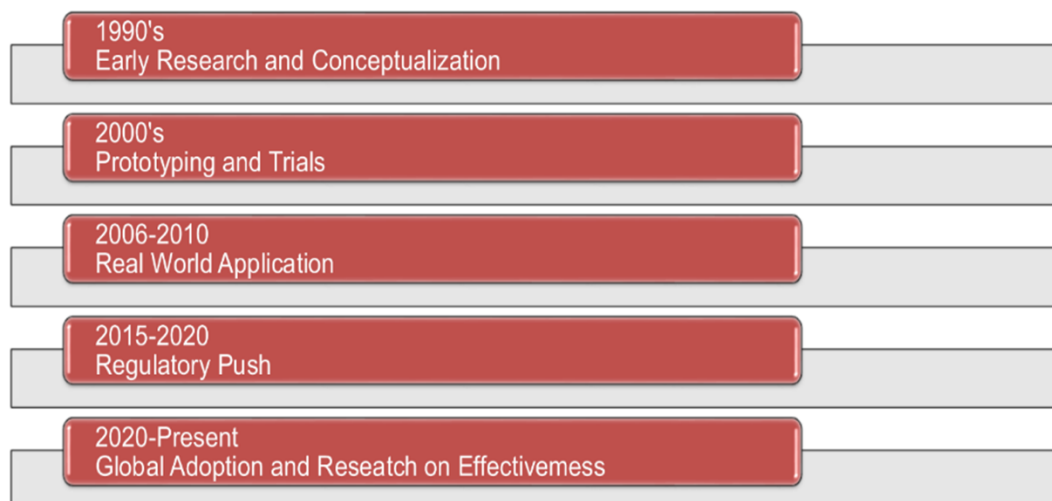 1990's
Early Research and Conceptualization
2000's
Prototyping and Trials
2006-2010
Real World Application
2015-2020
Regulatory Push
2020-Present
Global Adoption and Reseatch on Effectivemess